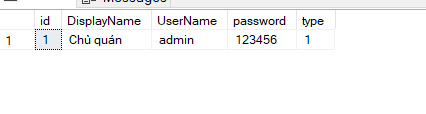 Messages
id DisplayName UserName password type
1 1 Chủ quán admin 123456 1